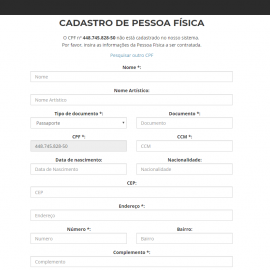 CADASTRO DE PESSOA FÍSICA
O CPF nº 448.745.828-50 não está cadastrado no nosso sistema.
Por favor, insira as informações da Pessoa Física a ser contratada.
Pesquisar outro CPF
Nome *:
Nome
Nome Artístico:
Nome Artístico
Tipo de documento *: Documento *:
Passaporte Documento
CPF *: CCM *:
448.745.828-50 CCM
Data de nascimento: Nacionalidade:
Data de Nascimento Nacionalidade
CEP:
CEP
Endereço *:
Endereço
Número *: Bairro:
Número Bairro
Complemento *:
Complemento